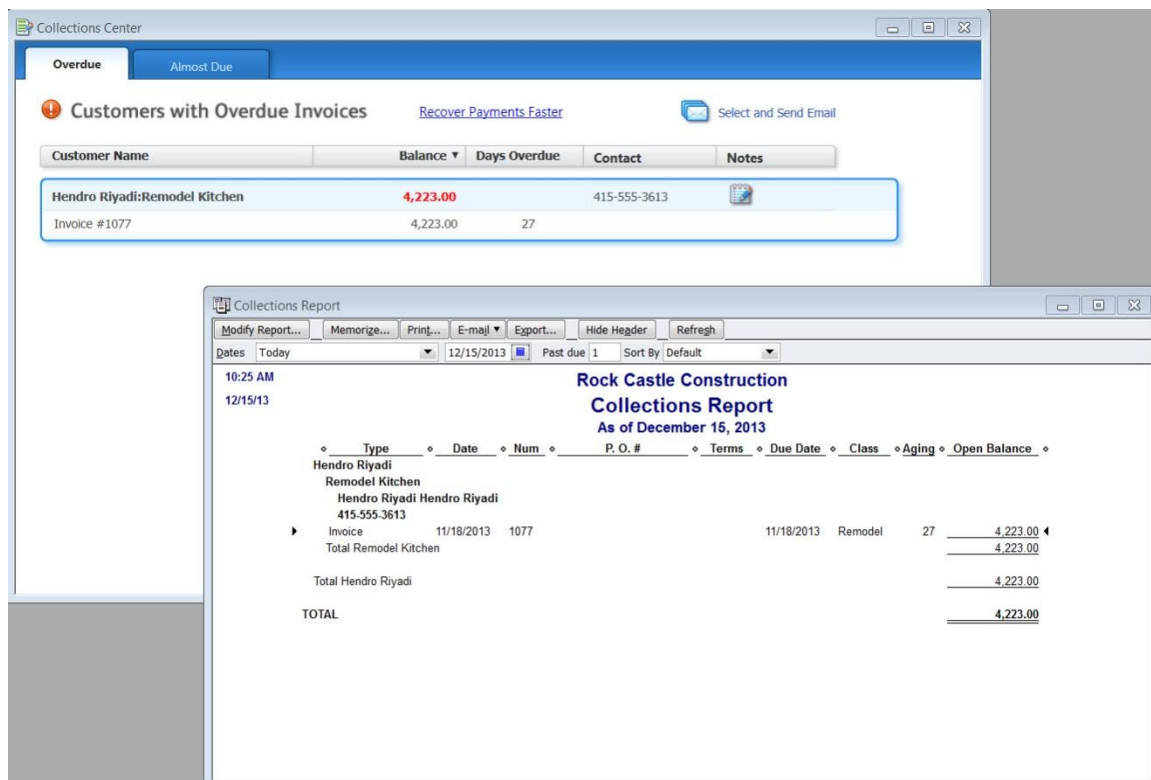 Collections Center
Overdue Almost Due
Customers with Overdue Invoices Recover Payments Faster Select and Send Email
Customer Name Balance ▼ Days Overdue Contact Notes
Hendro Riyadi:Remodel Kitchen 4,223.00 415-555-3613
Invoice #1077 4,223.00 27
Collections Report
Modify Report... Memorize... Print... E-mail ▼ Export... Hide Header Refresh
Dates Today 12/15/2013 Past due 1 Sort By Default
10:25 AM Rock Castle Construction
12/15/13 Collections Report
As of December 15, 2013
Type Date Num P. O. # Terms Due Date Class Aging Open Balance
Hendro Riyadi
Remodel Kitchen
Hendro Riyadi Hendro Riyadi
415-555-3613
Invoice 11/18/2013 1077 11/18/2013 Remodel 27 4,223.00
Total Remodel Kitchen 4,223.00
Total Hendro Riyadi 4,223.00
TOTAL 4,223.00